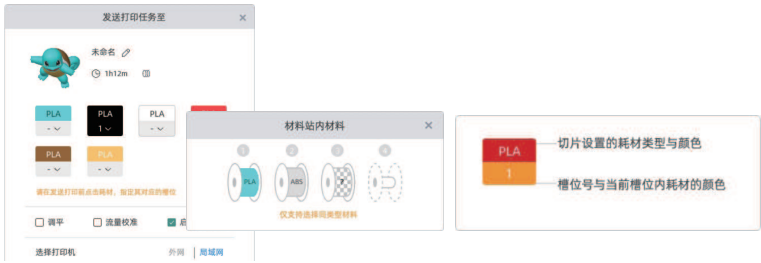 发送打印任务至
未命名
1h12m
PLA
-
PLA
1
PLA
-
PLA
-
PLA
-
请在发送打印前点击耗材，指定其对应的槽位
调平
流量校准
启
选择打印机
外网
局域网
材料站内材料
1
2
3
4
PLA
ABS
?
仅支持选择同类型材料
PLA
1
切片设置的耗材类型与颜色
槽位号与当前槽位内耗材的颜色